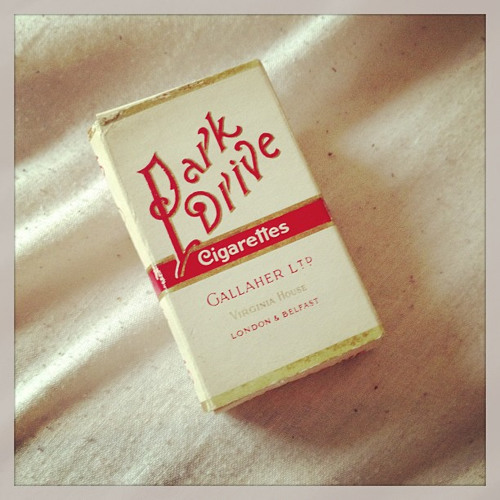 Park
Drive
Cigarettes
GALLAHER LTD
VIRGINIA HOUSE
LONDON & BELFAST